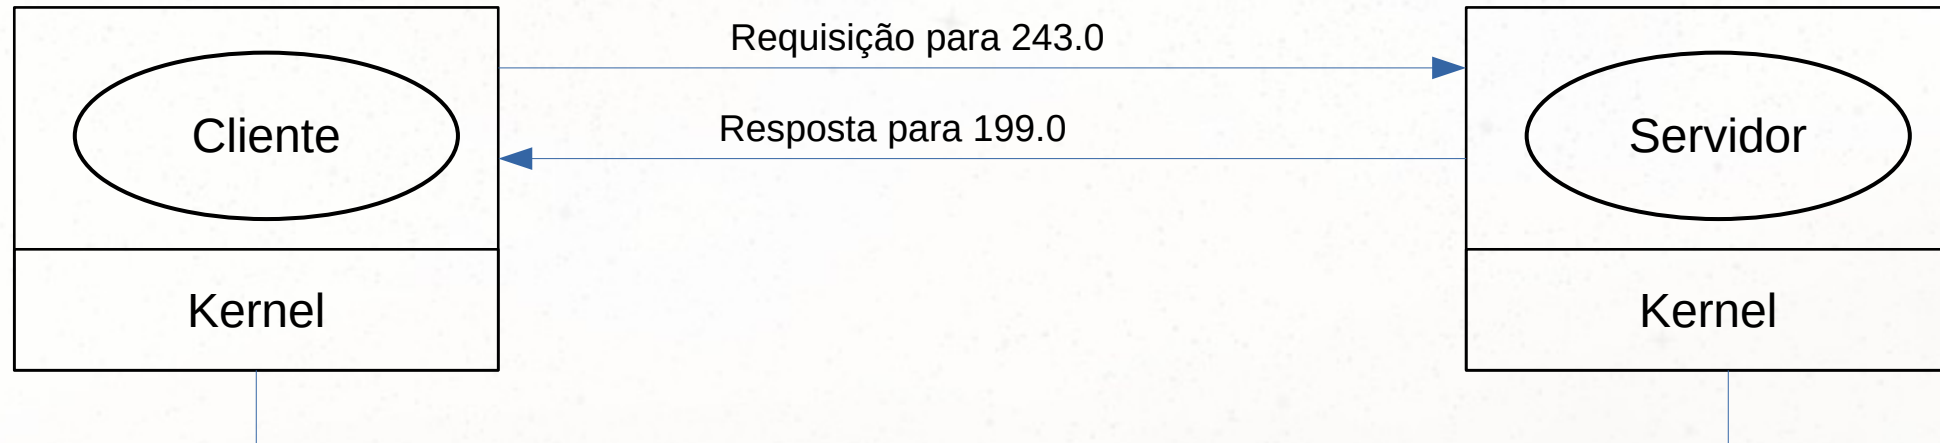 Requisição para 243.0
Resposta para 199.0
Cliente
Servidor
Kernel
Kernel